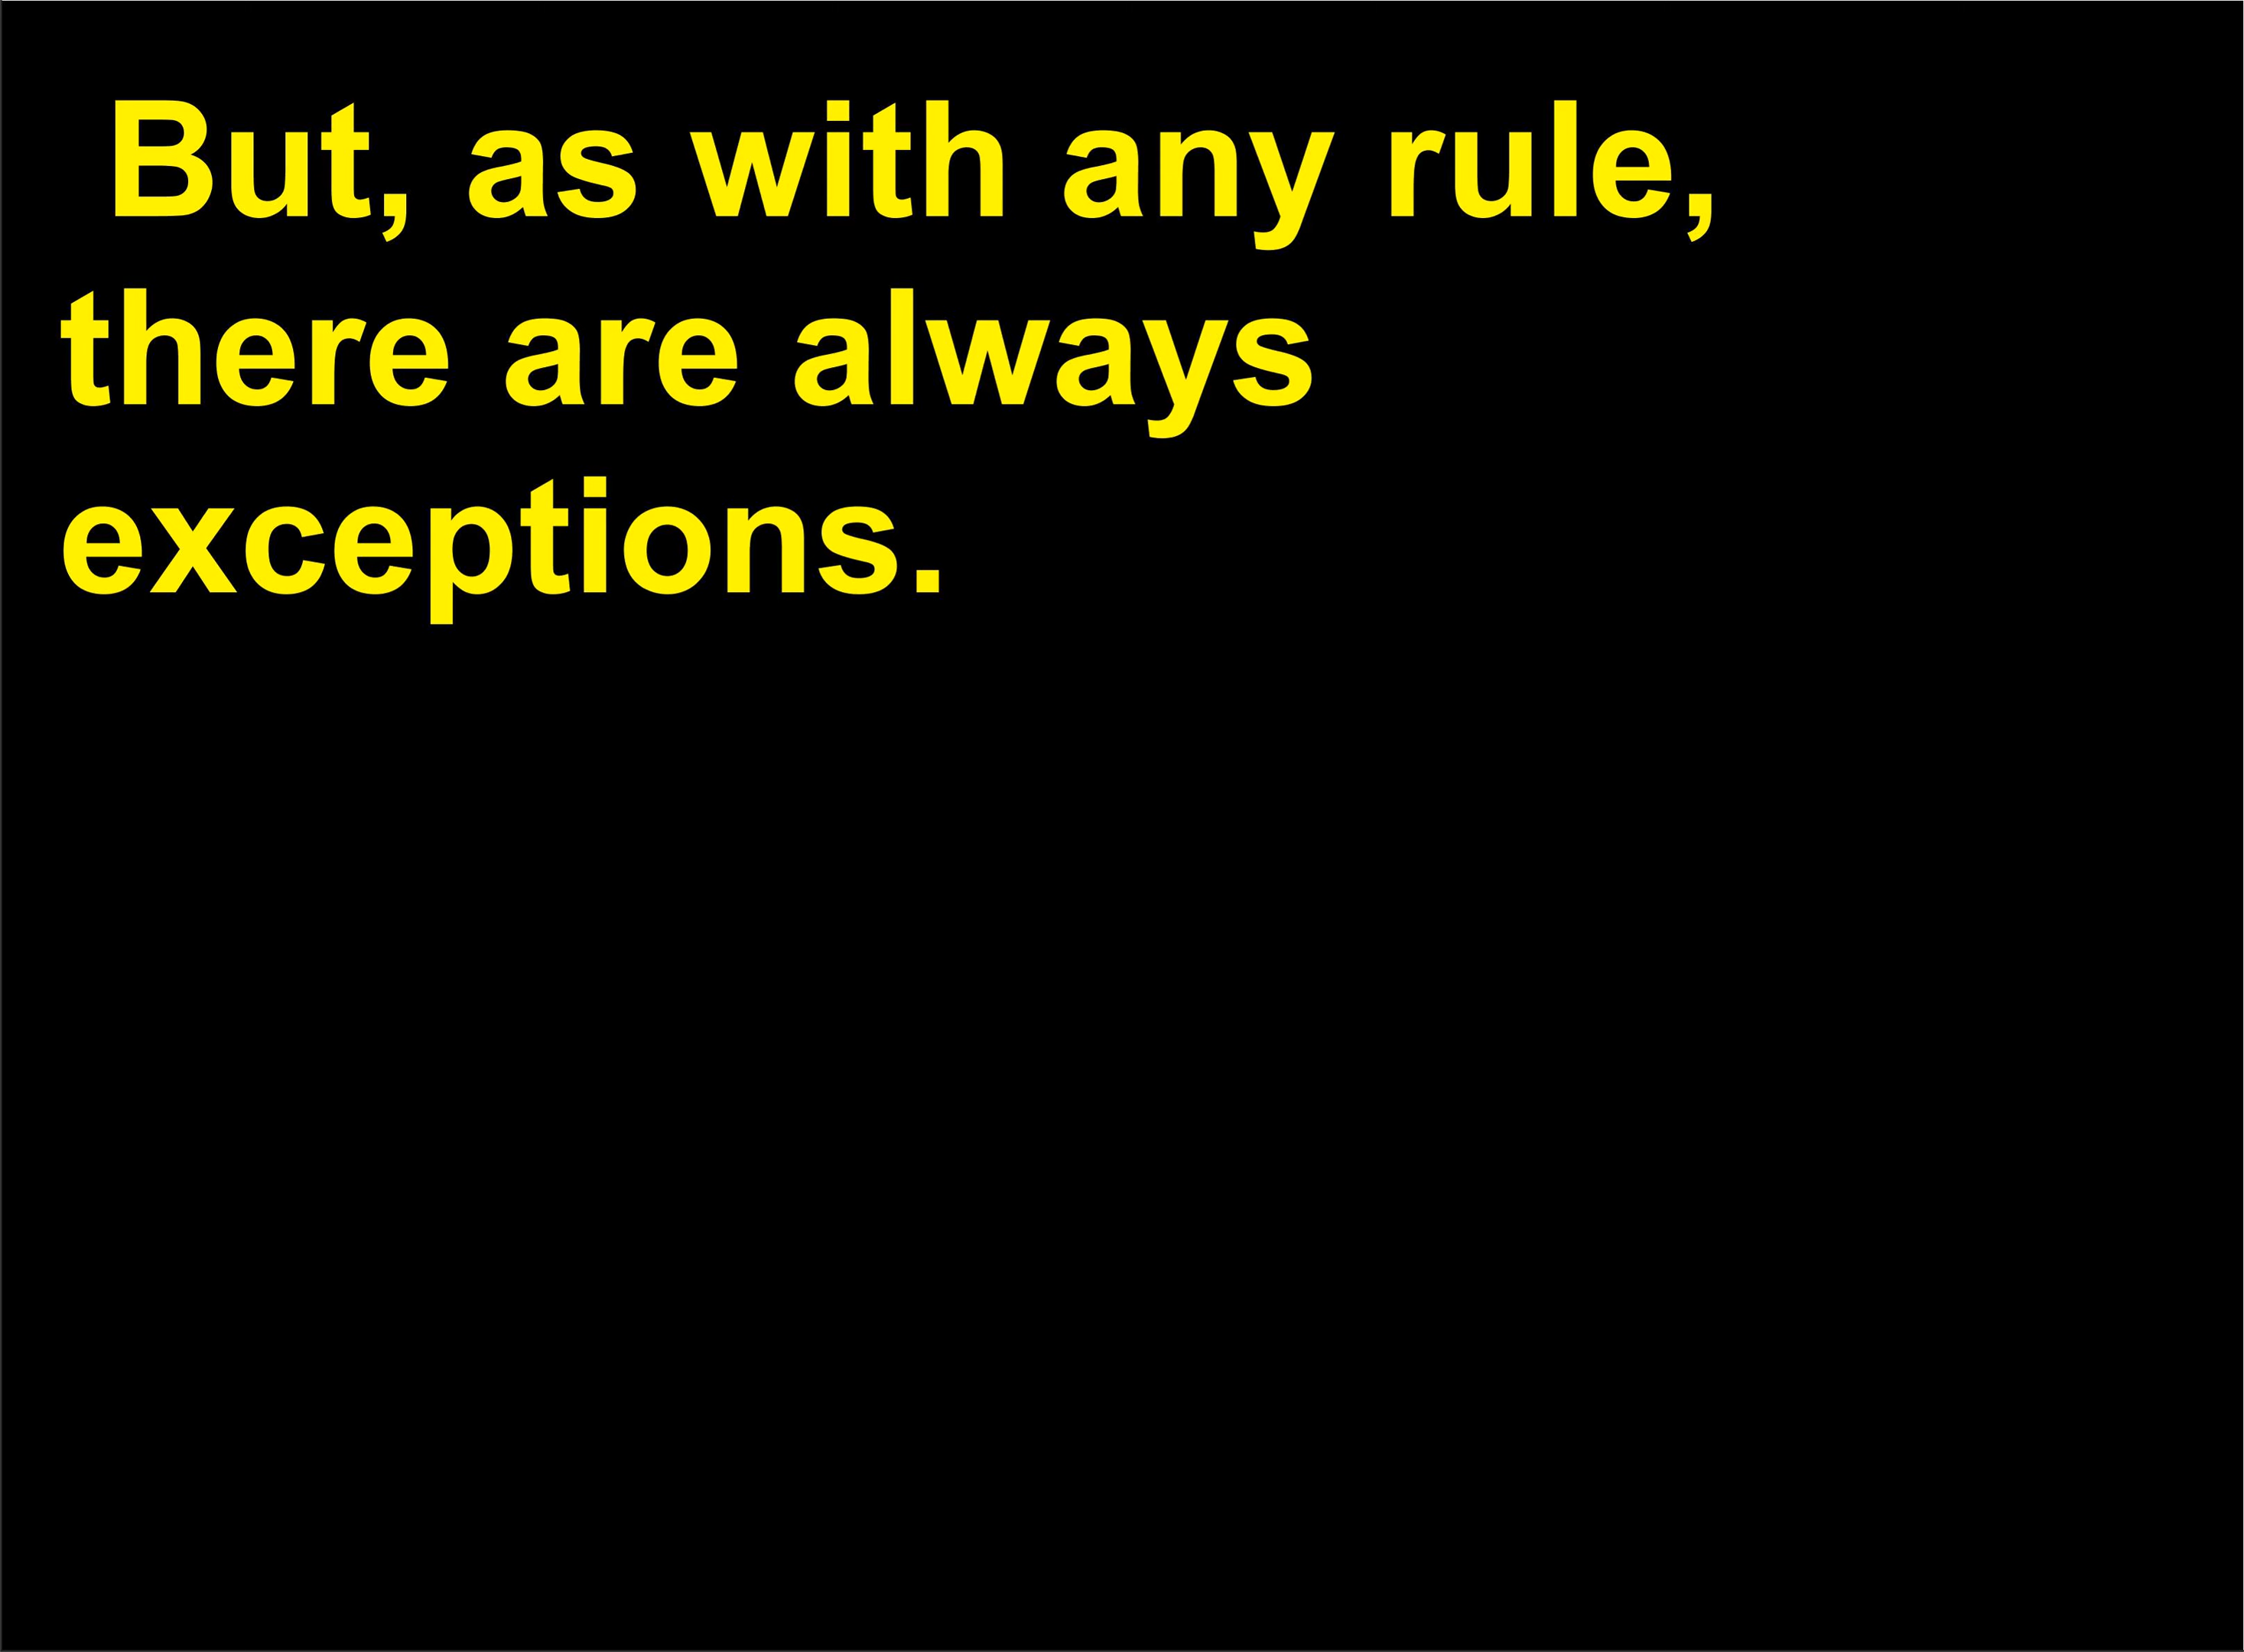 But, as with any rule,
there are always
exceptions.